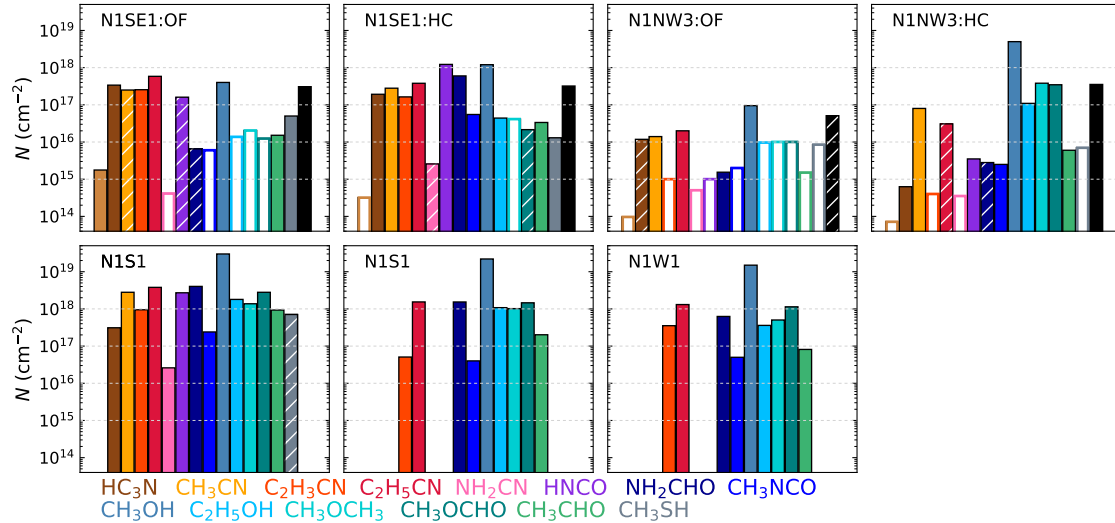 N1SE1:OF N1SE1:HC N1NW3:OF N1NW3:HC
N (cm⁻²)
10¹⁹
10¹⁸
10¹⁷
10¹⁶
10¹⁵
10¹⁴
N1S1 N1S1 N1W1
N (cm⁻²)
10¹⁹
10¹⁸
10¹⁷
10¹⁶
10¹⁵
10¹⁴
HC₃N CH₃CN C₂H₃CN C₂H₅CN NH₂CN HNCO NH₂CHO CH₃NCO
CH₃OH C₂H₅OH CH₃OCH₃ CH₃OCHO CH₃CHO CH₃SH